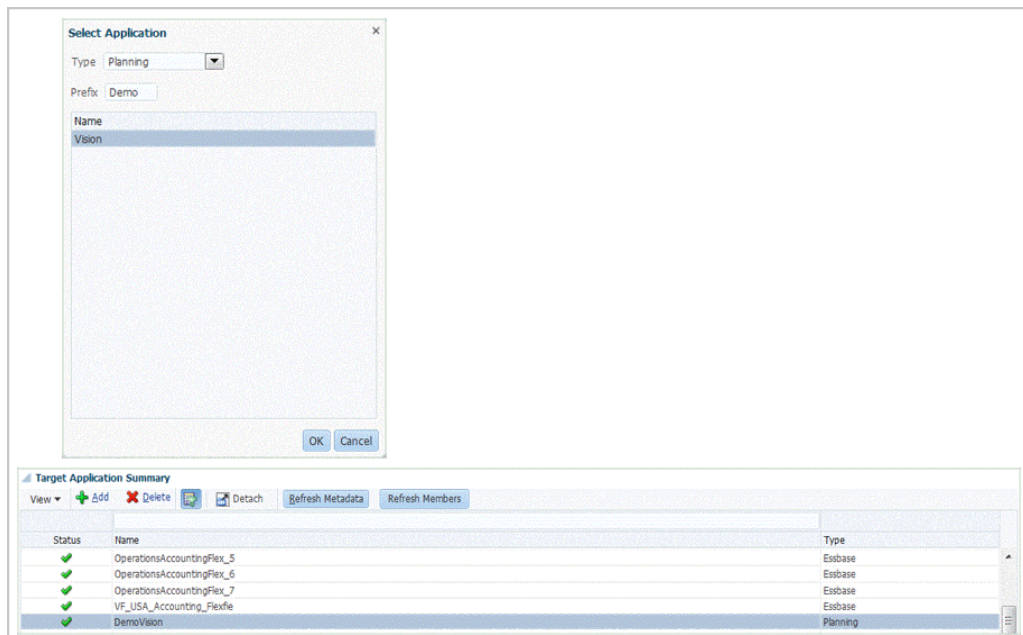 Select Application
Type Planning
Prefix Demo
Name
Vision
OK Cancel
Target Application Summary
View Add Delete Detach Refresh Metadata Refresh Members
Status Name Type
OperationsAccountingFlex_5 Essbase
OperationsAccountingFlex_6 Essbase
OperationsAccountingFlex_7 Essbase
VF_USA_Accounting_Flexfie Essbase
DemoVision Planning